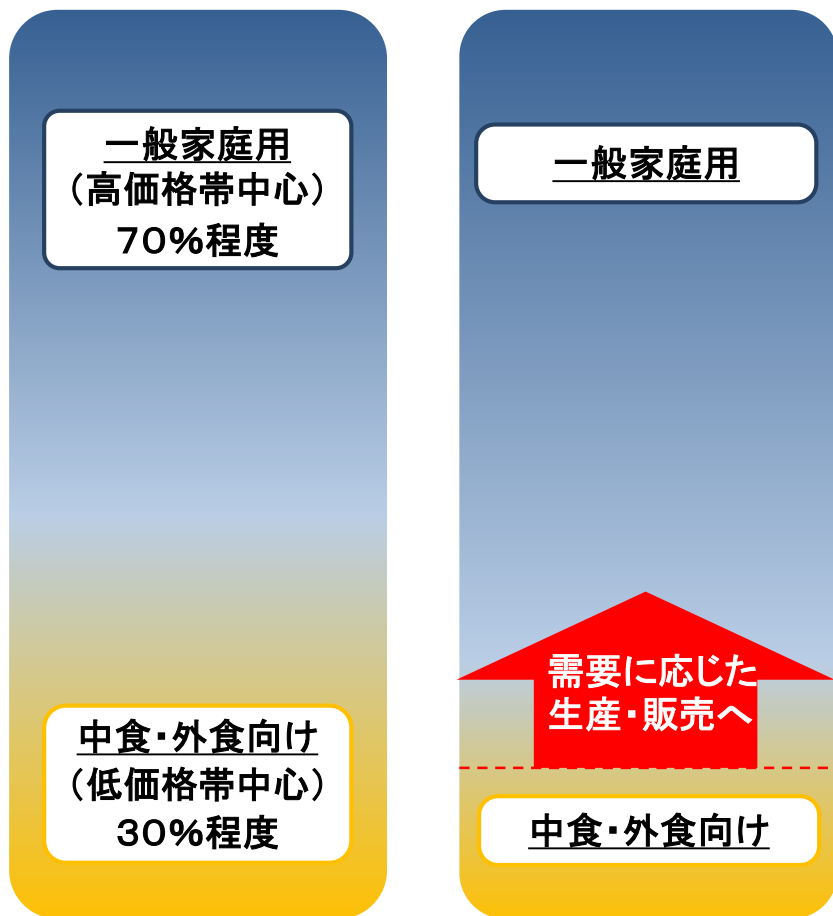 一般家庭用
（高価格帯中心）
70%程度
中食・外食向け
（低価格帯中心）
30%程度
一般家庭用
需要に応じた
生産・販売へ
中食・外食向け